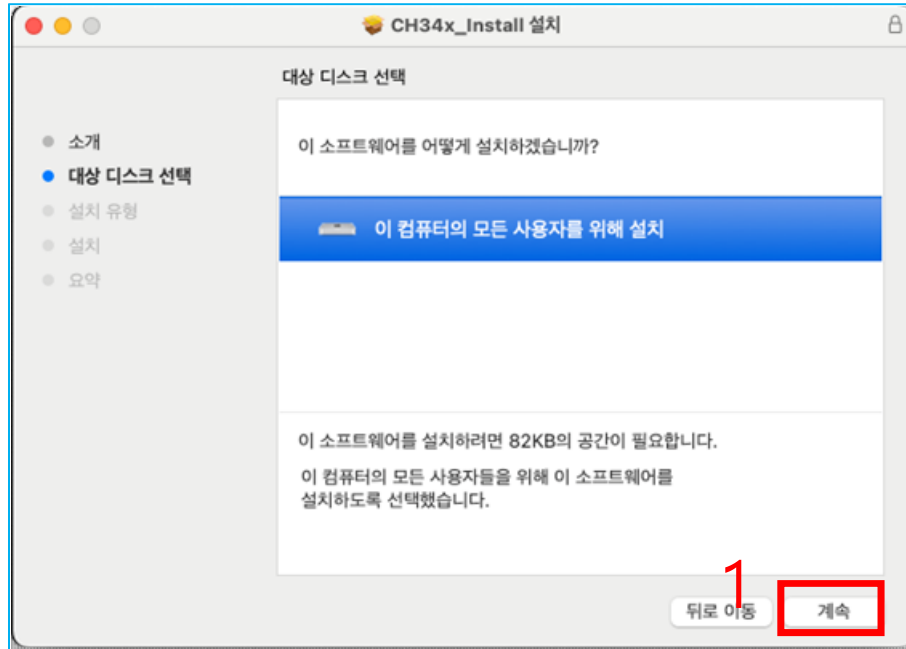 CH34x_Install 설치
대상 디스크 선택
소개
대상 디스크 선택
설치 유형
설치
요약
이 소프트웨어를 어떻게 설치하겠습니까?
이 컴퓨터의 모든 사용자를 위해 설치
이 소프트웨어를 설치하려면 82KB의 공간이 필요합니다.
이 컴퓨터의 모든 사용자들을 위해 이 소프트웨어를
설치하도록 선택했습니다.
1
뒤로 이동
계속